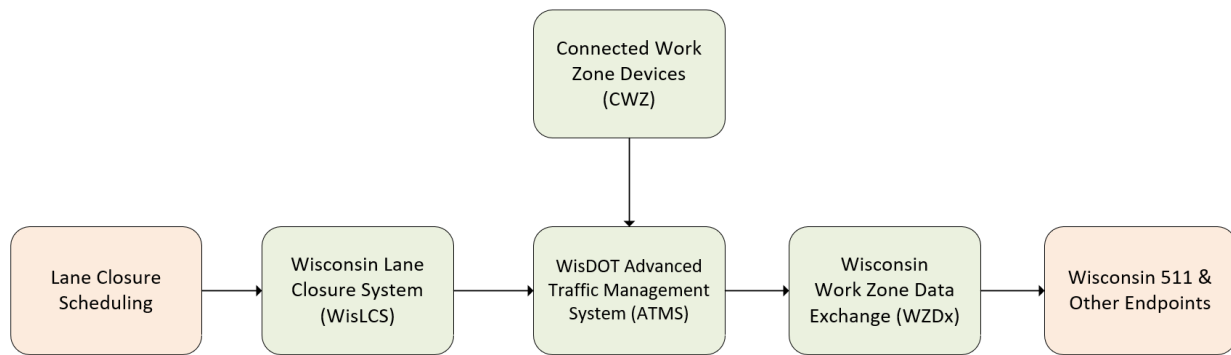 Connected Work
Zone Devices
(CWZ)
Lane Closure
Scheduling
Wisconsin Lane
Closure System
(WisLCS)
WisDOT Advanced
Traffic Management
System (ATMS)
Wisconsin
Work Zone Data
Exchange (WZDx)
Wisconsin 511 &
Other Endpoints